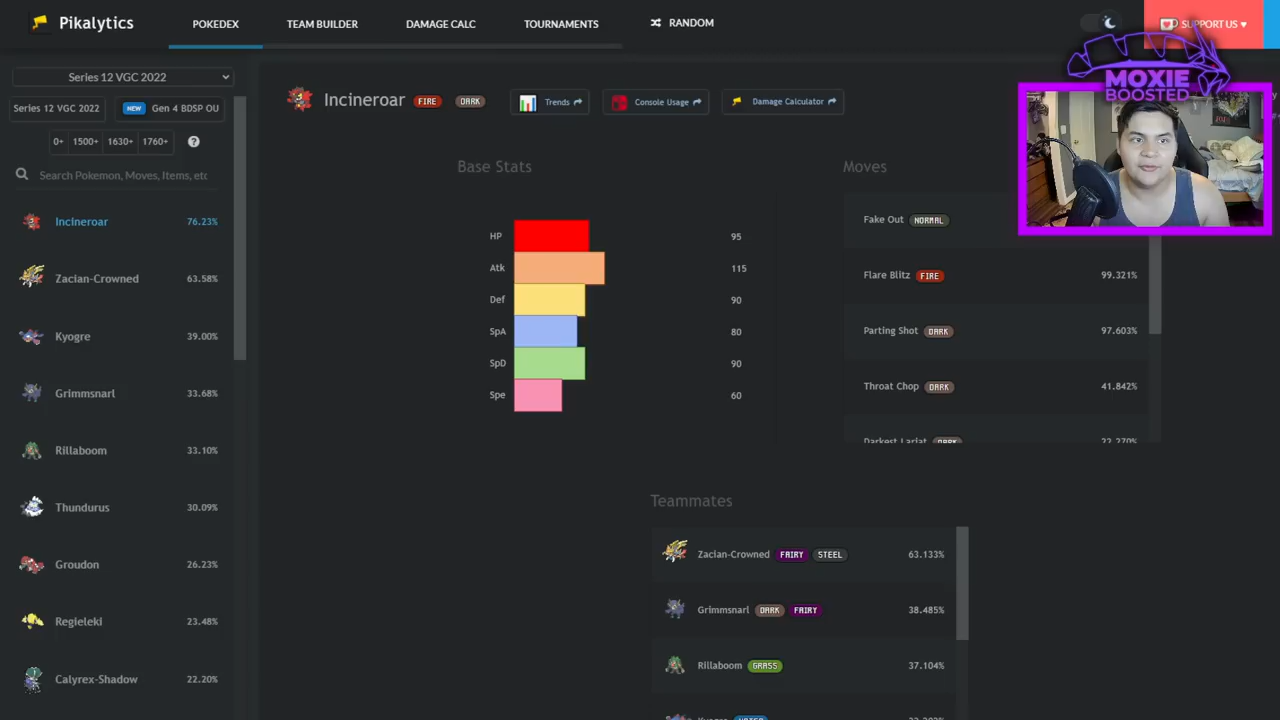 Pikalytics
POKEDEX
TEAM BUILDER
DAMAGE CALC
TOURNAMENTS
RANDOM
SUPPORT US ♥
MOXIE
BOOSTED
Series 12 VGC 2022
Series 12 VGC 2022
NEW Gen 4 BDSP OU
0+ 1500+ 1630+ 1760+ ?
Search Pokemon, Moves, Items, etc
Incineroar 76.23%
Zacian-Crowned 63.58%
Kyogre 39.00%
Grimmsnarl 33.68%
Rillaboom 33.10%
Thundurus 30.09%
Groudon 26.23%
Regieleki 23.48%
Calyrex-Shadow 22.20%
Incineroar FIRE DARK
Trends
Console Usage
Damage Calculator
Base Stats
HP 95
Atk 115
Def 90
SpA 80
SpD 90
Spe 60
Moves
Fake Out NORMAL
Flare Blitz FIRE 99.321%
Parting Shot DARK 97.603%
Throat Chop DARK 41.842%
Darkest Lariat DARK 22.270%
Teammates
Zacian-Crowned FAIRY STEEL 63.133%
Grimmsnarl DARK FAIRY 38.485%
Rillaboom GRASS 37.104%